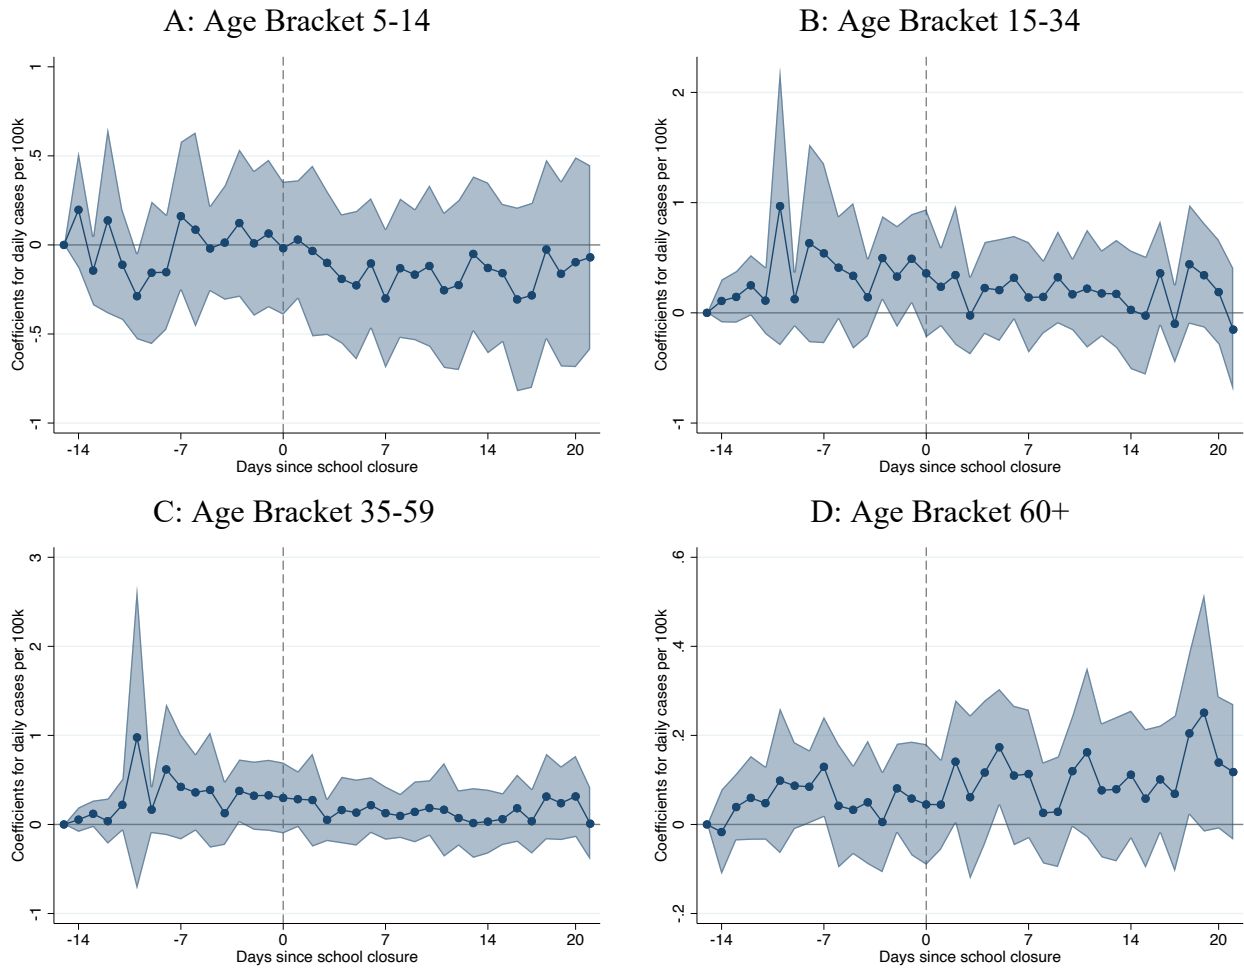 A: Age Bracket 5-14
Coefficients for daily cases per 100k
1
.5
0
-.5
-1
-14 -7 0 7 14 20
Days since school closure
B: Age Bracket 15-34
Coefficients for daily cases per 100k
2
1
0
-1
-14 -7 0 7 14 20
Days since school closure
C: Age Bracket 35-59
Coefficients for daily cases per 100k
3
2
1
0
-1
-14 -7 0 7 14 20
Days since school closure
D: Age Bracket 60+
Coefficients for daily cases per 100k
.6
.4
.2
0
-.2
-14 -7 0 7 14 20
Days since school closure